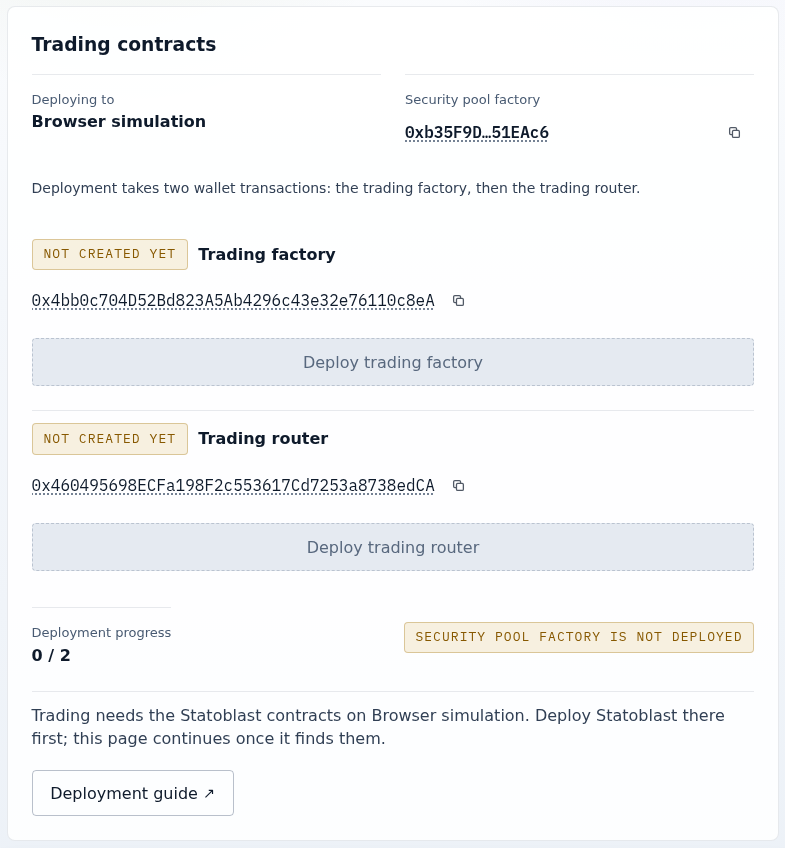 Trading contracts
Deploying to
Browser simulation
Security pool factory
0xb35F9D…51EAc6
Deployment takes two wallet transactions: the trading factory, then the trading router.
NOT CREATED YET Trading factory
0x4bb0c704D52Bd823A5Ab4296c43e32e76110c8eA
Deploy trading factory
NOT CREATED YET Trading router
0x460495698ECFa198F2c553617Cd7253a8738edCA
Deploy trading router
Deployment progress
0 / 2
SECURITY POOL FACTORY IS NOT DEPLOYED
Trading needs the Statoblast contracts on Browser simulation. Deploy Statoblast there
first; this page continues once it finds them.
Deployment guide ↗